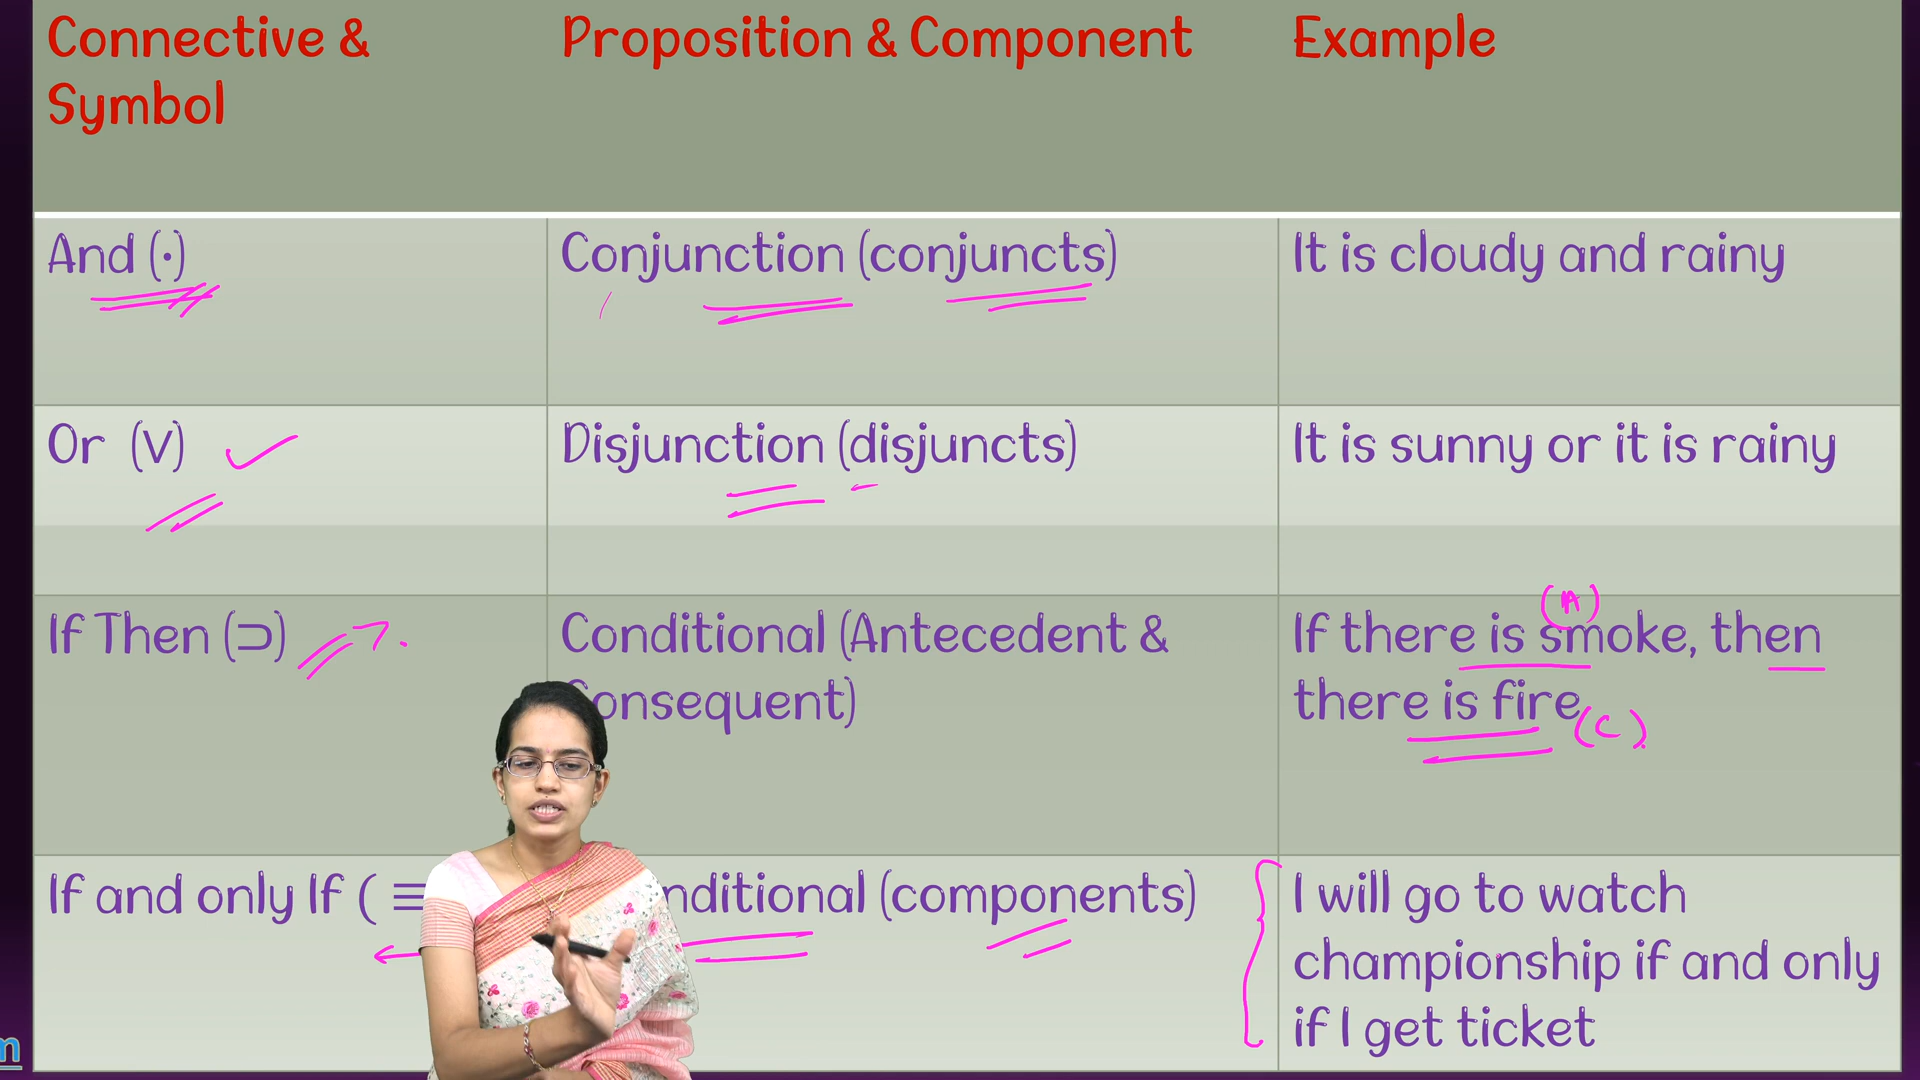 Connective & Proposition & Component Example
Symbol
And (·) Conjunction (conjuncts) It is cloudy and rainy
Or (V) Disjunction (disjuncts) It is sunny or it is rainy
(A)
If Then (⊃) Conditional (Antecedent & If there is smoke, then
onsequent) there is fire
(C)
If and only If ( ≡ nditional (components) I will go to watch
championship if and only
if I get ticket
m